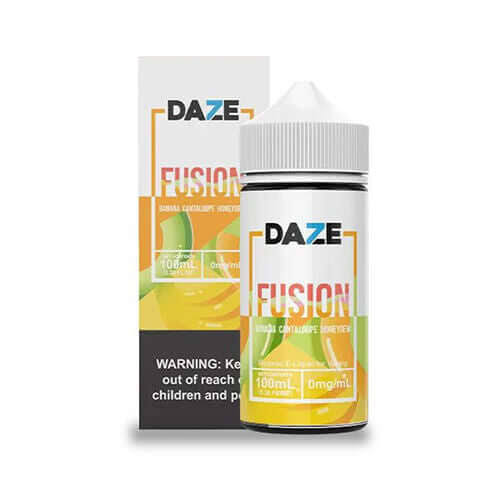 DAZE
FUSION
BANANA CANTALOUPE HONEYDEW
100mL
0mg/mL
WARNING: Ke
out of reach o
children and pe
DAZE
FUSION
BANANA CANTALOUPE HONEYDEW
100mL
0mg/mL